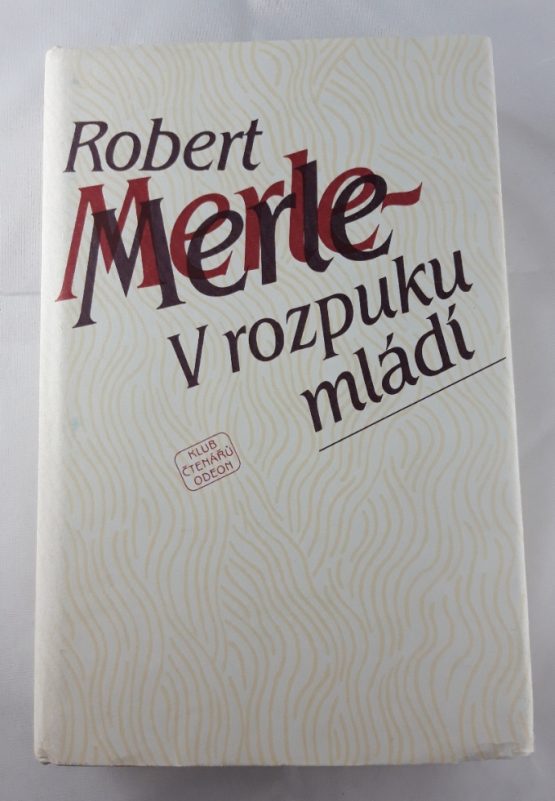 Robert
Merle-
V rozpuku
mládí
KLUB
ČTENÁŘŮ
ODEON